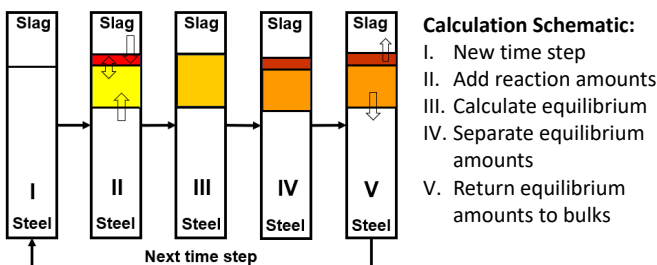 Slag
Slag
Slag
Slag
Slag
I
II
III
IV
V
Steel
Steel
Steel
Steel
Steel
Next time step
Calculation Schematic:
I. New time step
II. Add reaction amounts
III. Calculate equilibrium
IV. Separate equilibrium
amounts
V. Return equilibrium
amounts to bulks